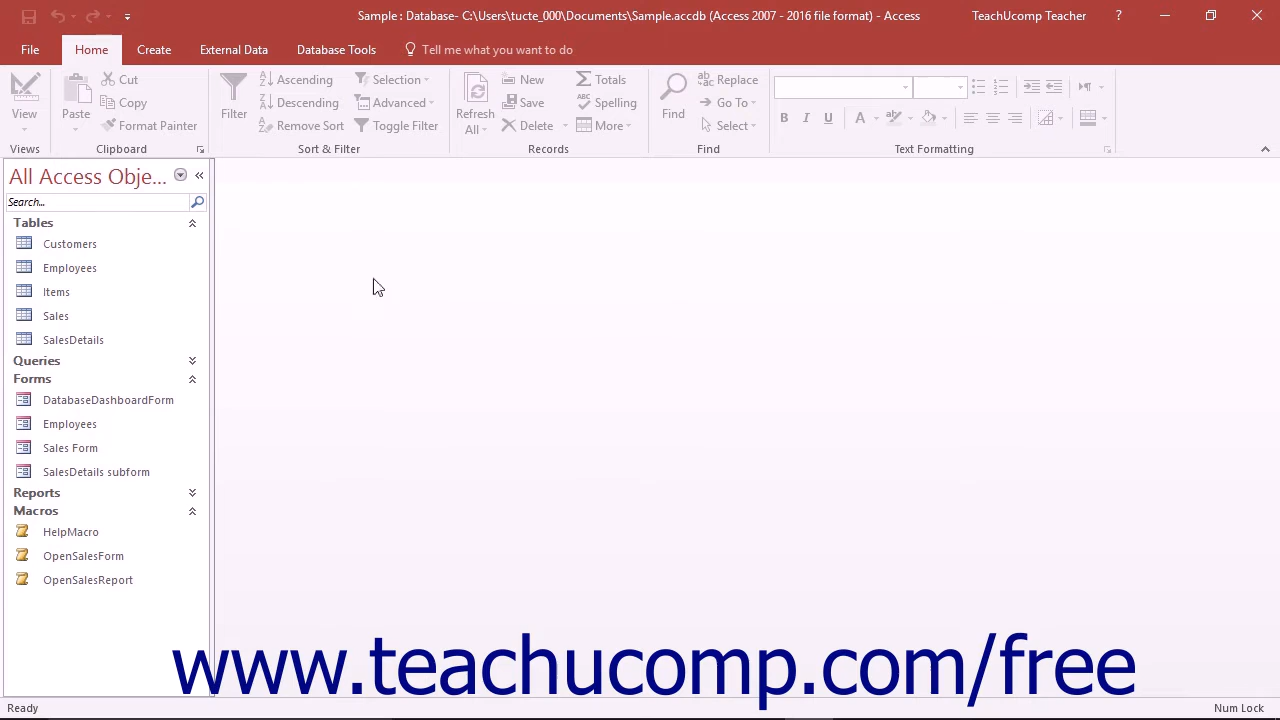 Sample : Database- C:\Users\tucte_000\Documents\Sample.accdb (Access 2007 - 2016 file format) - Access
TeachUcomp Teacher
?
File
Home
Create
External Data
Database Tools
Tell me what you want to do
View
Paste
Cut
Copy
Format Painter
Filter
Ascending
Descending
Remove Sort
Selection
Advanced
Toggle Filter
Refresh
All
New
Save
Delete
Totals
Spelling
More
Find
Replace
Go To
Select
B I U A
Views
Clipboard
Sort & Filter
Records
Find
Text Formatting
All Access Obje...
Search...
Tables
Customers
Employees
Items
Sales
SalesDetails
Queries
Forms
DatabaseDashboardForm
Employees
Sales Form
SalesDetails subform
Reports
Macros
HelpMacro
OpenSalesForm
OpenSalesReport
www.teachucomp.com/free
Ready
Num Lock